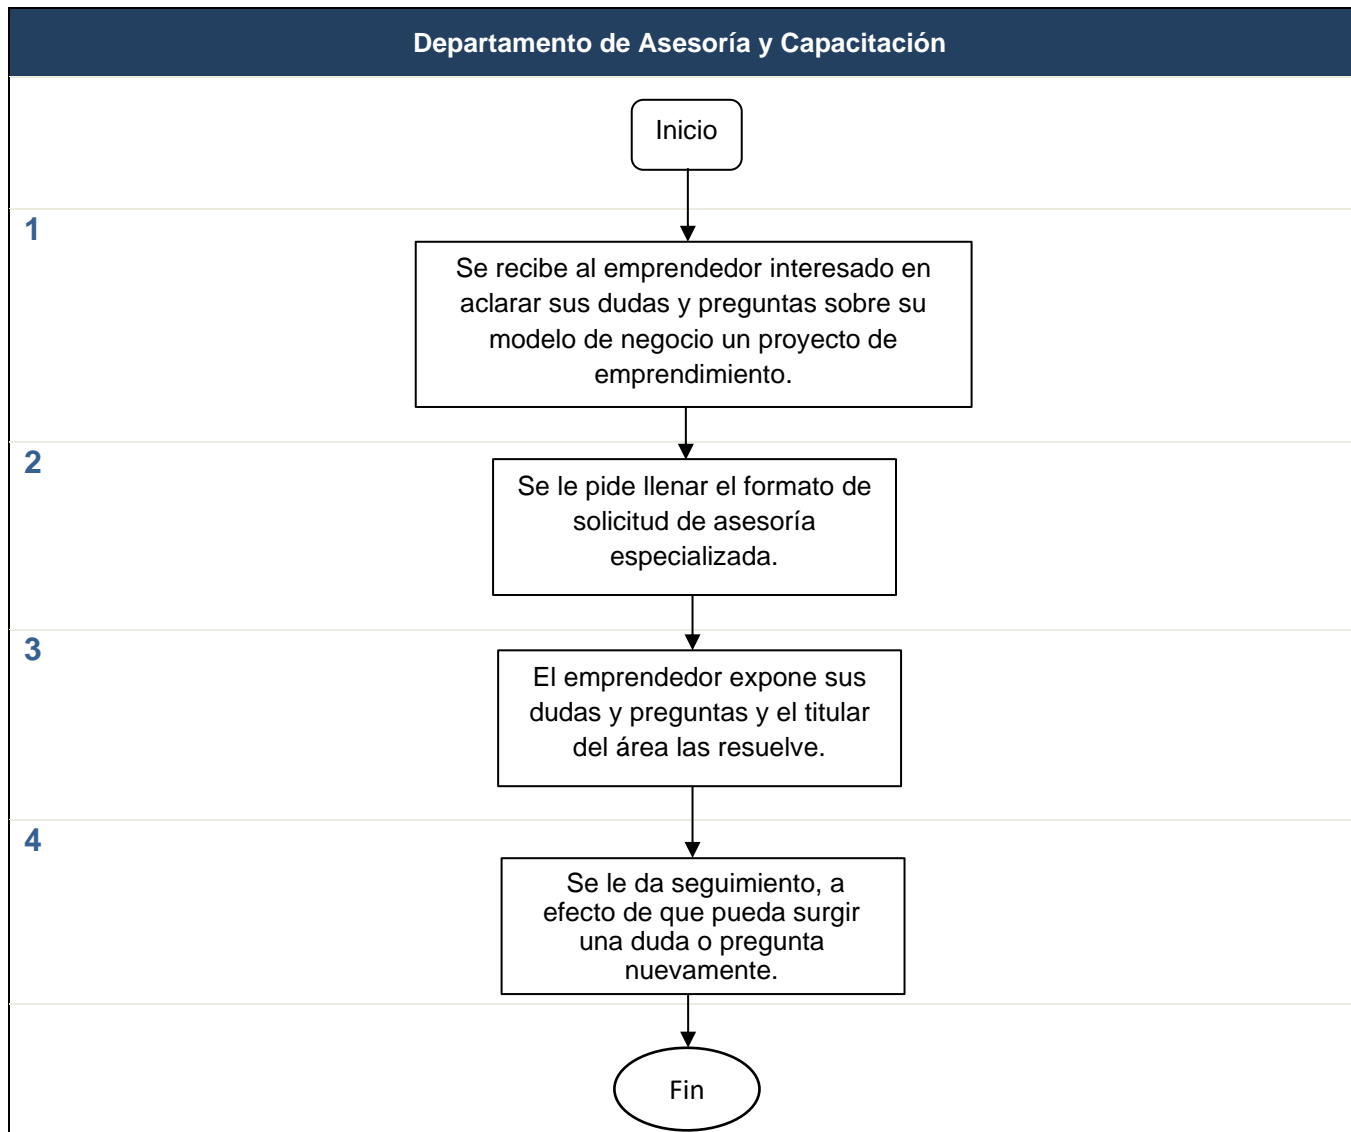 Departamento de Asesoría y Capacitación
Inicio
1
Se recibe al emprendedor interesado en
aclarar sus dudas y preguntas sobre su
modelo de negocio un proyecto de
emprendimiento.
2
Se le pide llenar el formato de
solicitud de asesoría
especializada.
3
El emprendedor expone sus
dudas y preguntas y el titular
del área las resuelve.
4
Se le da seguimiento, a
efecto de que pueda surgir
una duda o pregunta
nuevamente.
Fin